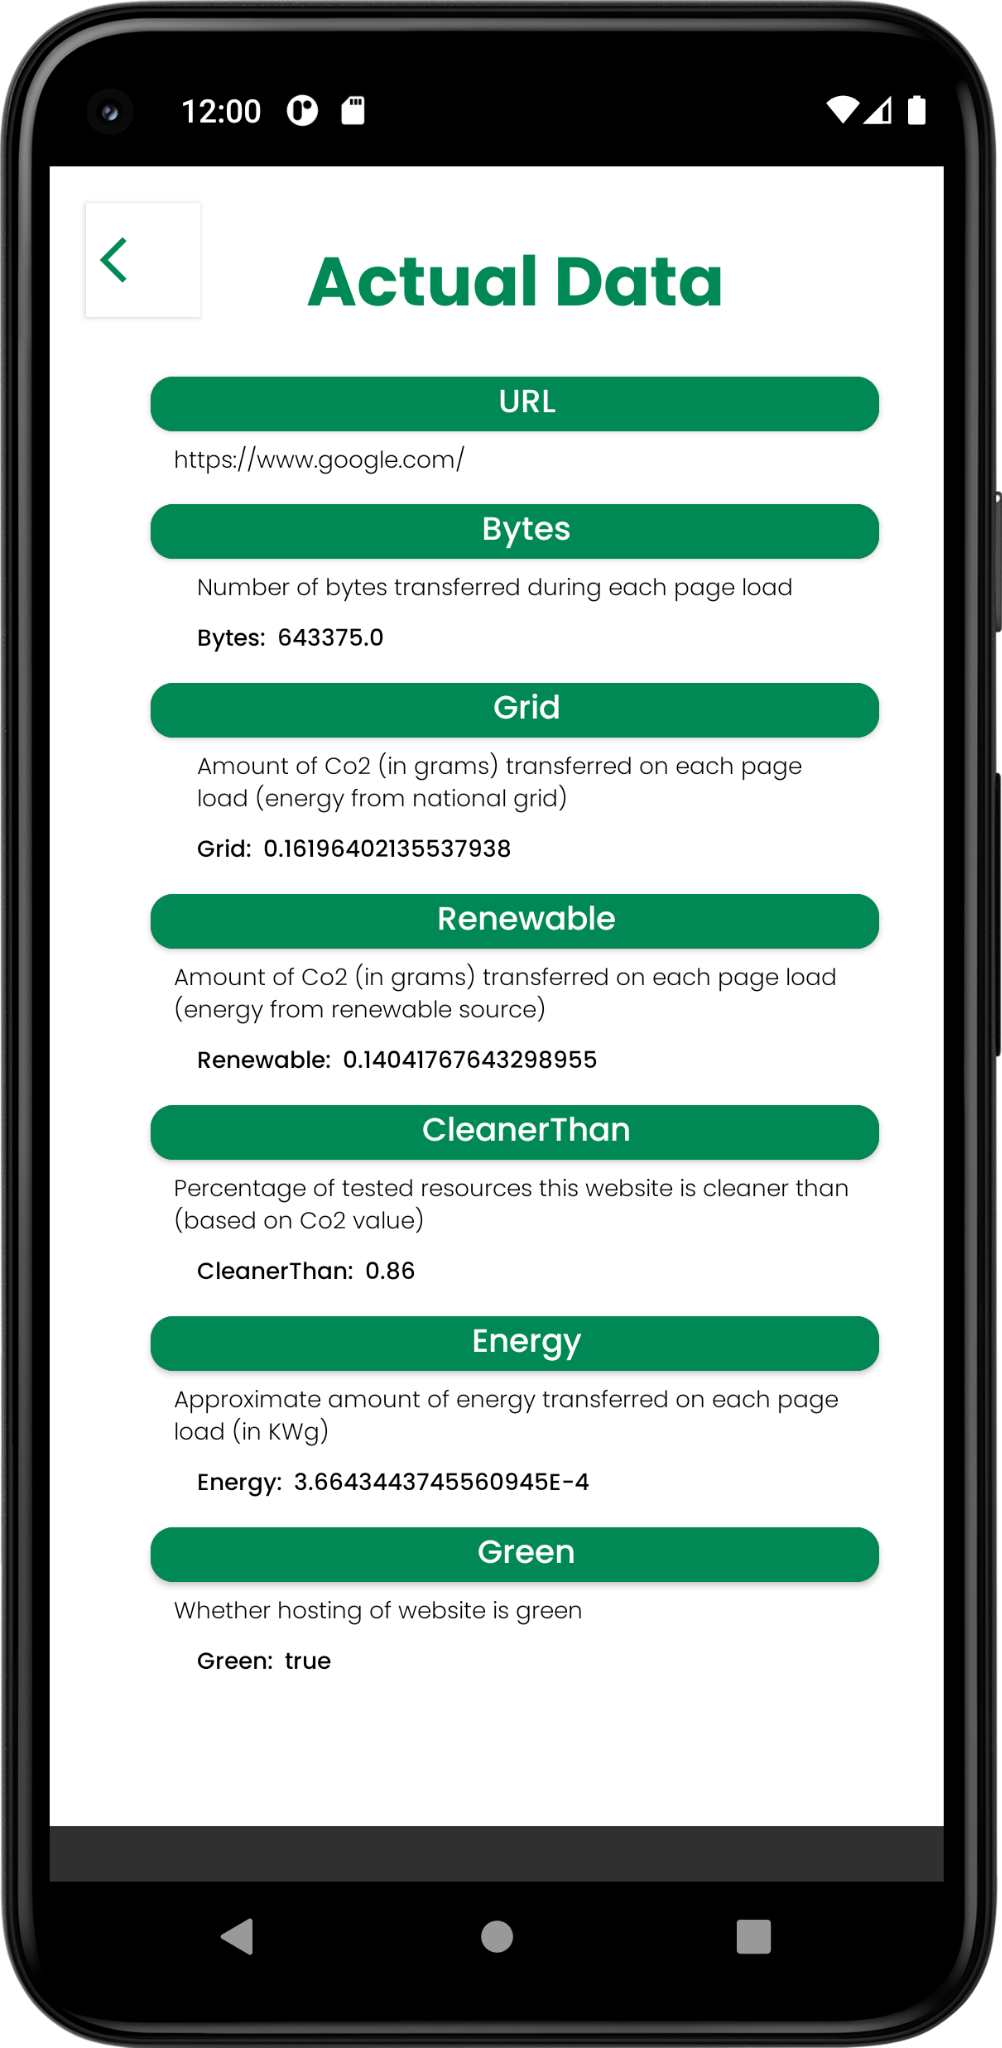 12:00
Actual Data
URL
https://www.google.com/
Bytes
Number of bytes transferred during each page load
Bytes: 643375.0
Grid
Amount of Co2 (in grams) transferred on each page
load (energy from national grid)
Grid: 0.16196402135537938
Renewable
Amount of Co2 (in grams) transferred on each page load
(energy from renewable source)
Renewable: 0.14041767643298955
CleanerThan
Percentage of tested resources this website is cleaner than
(based on Co2 value)
CleanerThan: 0.86
Energy
Approximate amount of energy transferred on each page
load (in KWg)
Energy: 3.6643443745560945E-4
Green
Whether hosting of website is green
Green: true